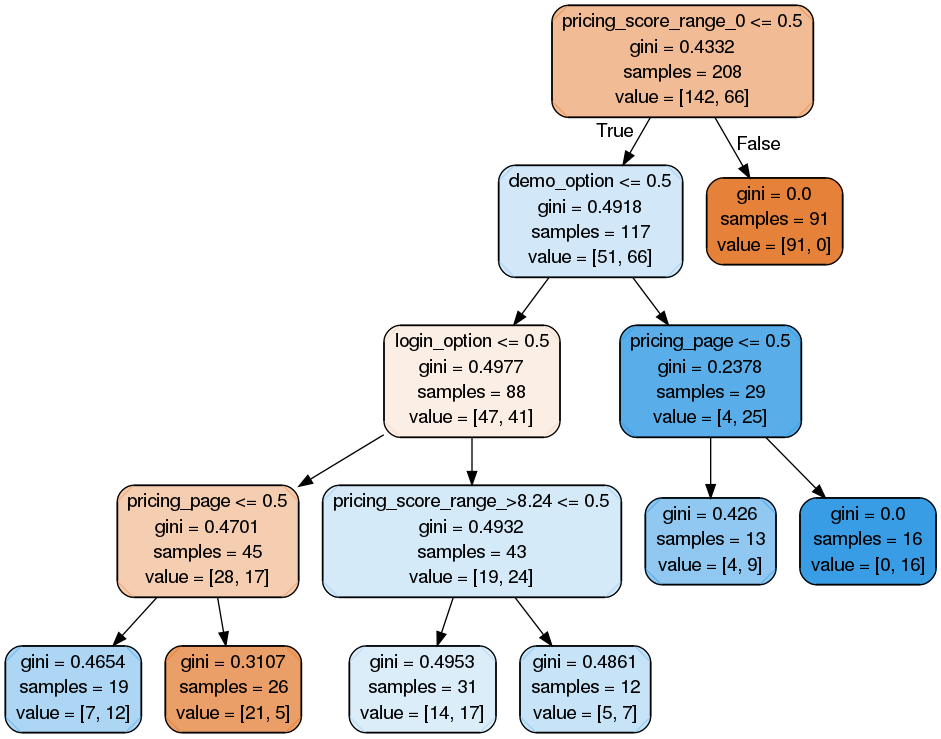 pricing_score_range_0 <= 0.5
gini = 0.4332
samples = 208
value = [142, 66]
True
False
demo_option <= 0.5
gini = 0.4918
samples = 117
value = [51, 66]
gini = 0.0
samples = 91
value = [91, 0]
login_option <= 0.5
gini = 0.4977
samples = 88
value = [47, 41]
pricing_page <= 0.5
gini = 0.2378
samples = 29
value = [4, 25]
pricing_page <= 0.5
gini = 0.4701
samples = 45
value = [28, 17]
pricing_score_range_>8.24 <= 0.5
gini = 0.4932
samples = 43
value = [19, 24]
gini = 0.426
samples = 13
value = [4, 9]
gini = 0.0
samples = 16
value = [0, 16]
gini = 0.4654
samples = 19
value = [7, 12]
gini = 0.3107
samples = 26
value = [21, 5]
gini = 0.4953
samples = 31
value = [14, 17]
gini = 0.4861
samples = 12
value = [5, 7]